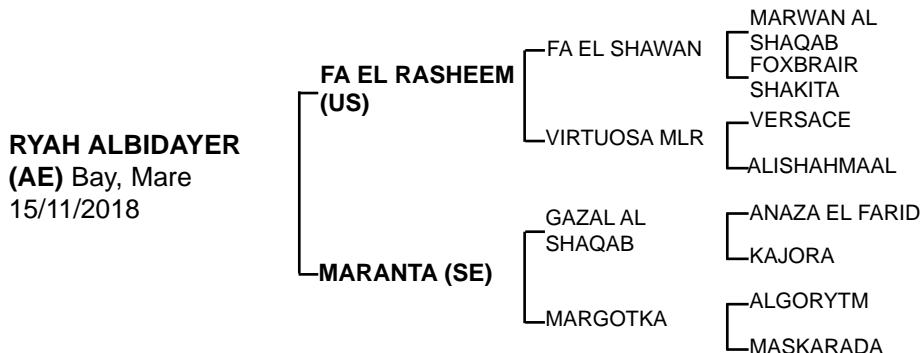 RYAH ALBIDAYER
(AE) Bay, Mare
15/11/2018
FA EL RASHEEM
(US)
MARANTA (SE)
FA EL SHAWAN
VIRTUOSA MLR
GAZAL AL
SHAQAB
MARGOTKA
MARWAN AL
SHAQAB
FOXBRAIR
SHAKITA
VERSACE
ALISHAHMAAL
ANAZA EL FARID
KAJORA
ALGORYTM
MASKARADA